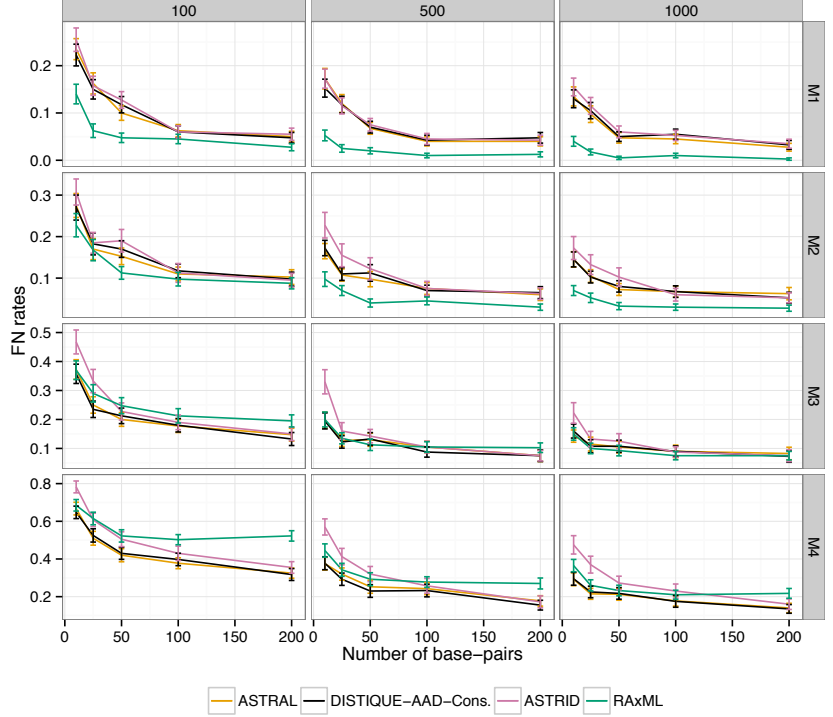 100 500 1000
0.2
0.1
0.0
M1
0.3
0.2
0.1
M2
FN rates
0.5
0.4
0.3
0.2
0.1
M3
0.8
0.6
0.4
0.2
M4
0 50 100 150 200 0 50 100 150 200 0 50 100 150 200
Number of base−pairs
ASTRAL DISTIQUE−AAD−Cons. ASTRID RAxML